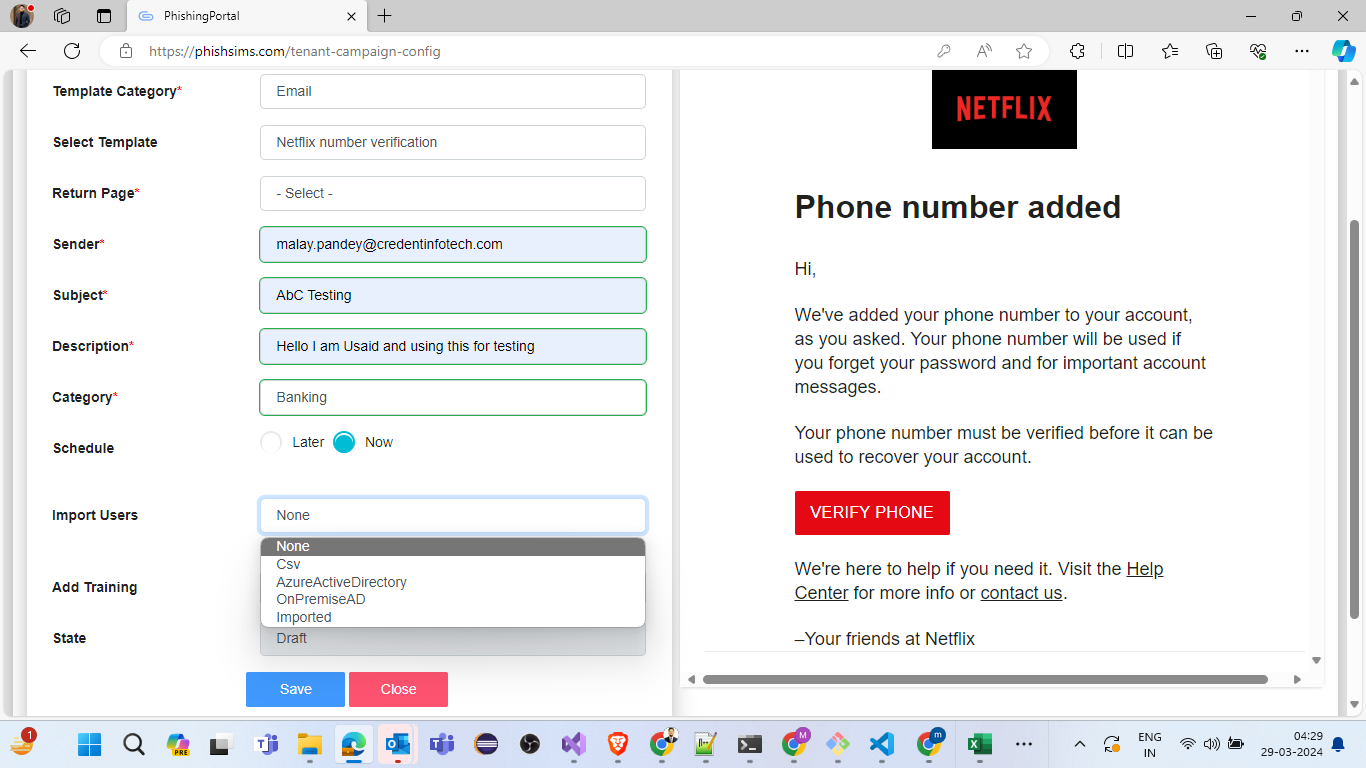 PhishingPortal
https://phishsims.com/tenant-campaign-config
Template Category* Email
Select Template Netflix number verification
Return Page* - Select -
Sender* malay.pandey@credentinfotech.com
Subject* AbC Testing
Description* Hello I am Usaid and using this for testing
Category* Banking
Schedule Later Now
Import Users None
None
Csv
AzureActiveDirectory
OnPremiseAD
Imported
Add Training
State Draft
Save Close
NETFLIX
Phone number added
Hi,
We've added your phone number to your account,
as you asked. Your phone number will be used if
you forget your password and for important account
messages.
Your phone number must be verified before it can be
used to recover your account.
VERIFY PHONE
We're here to help if you need it. Visit the Help
Center for more info or contact us.
–Your friends at Netflix
1
PRE
M
m
ENG
IN
04:29
29-03-2024